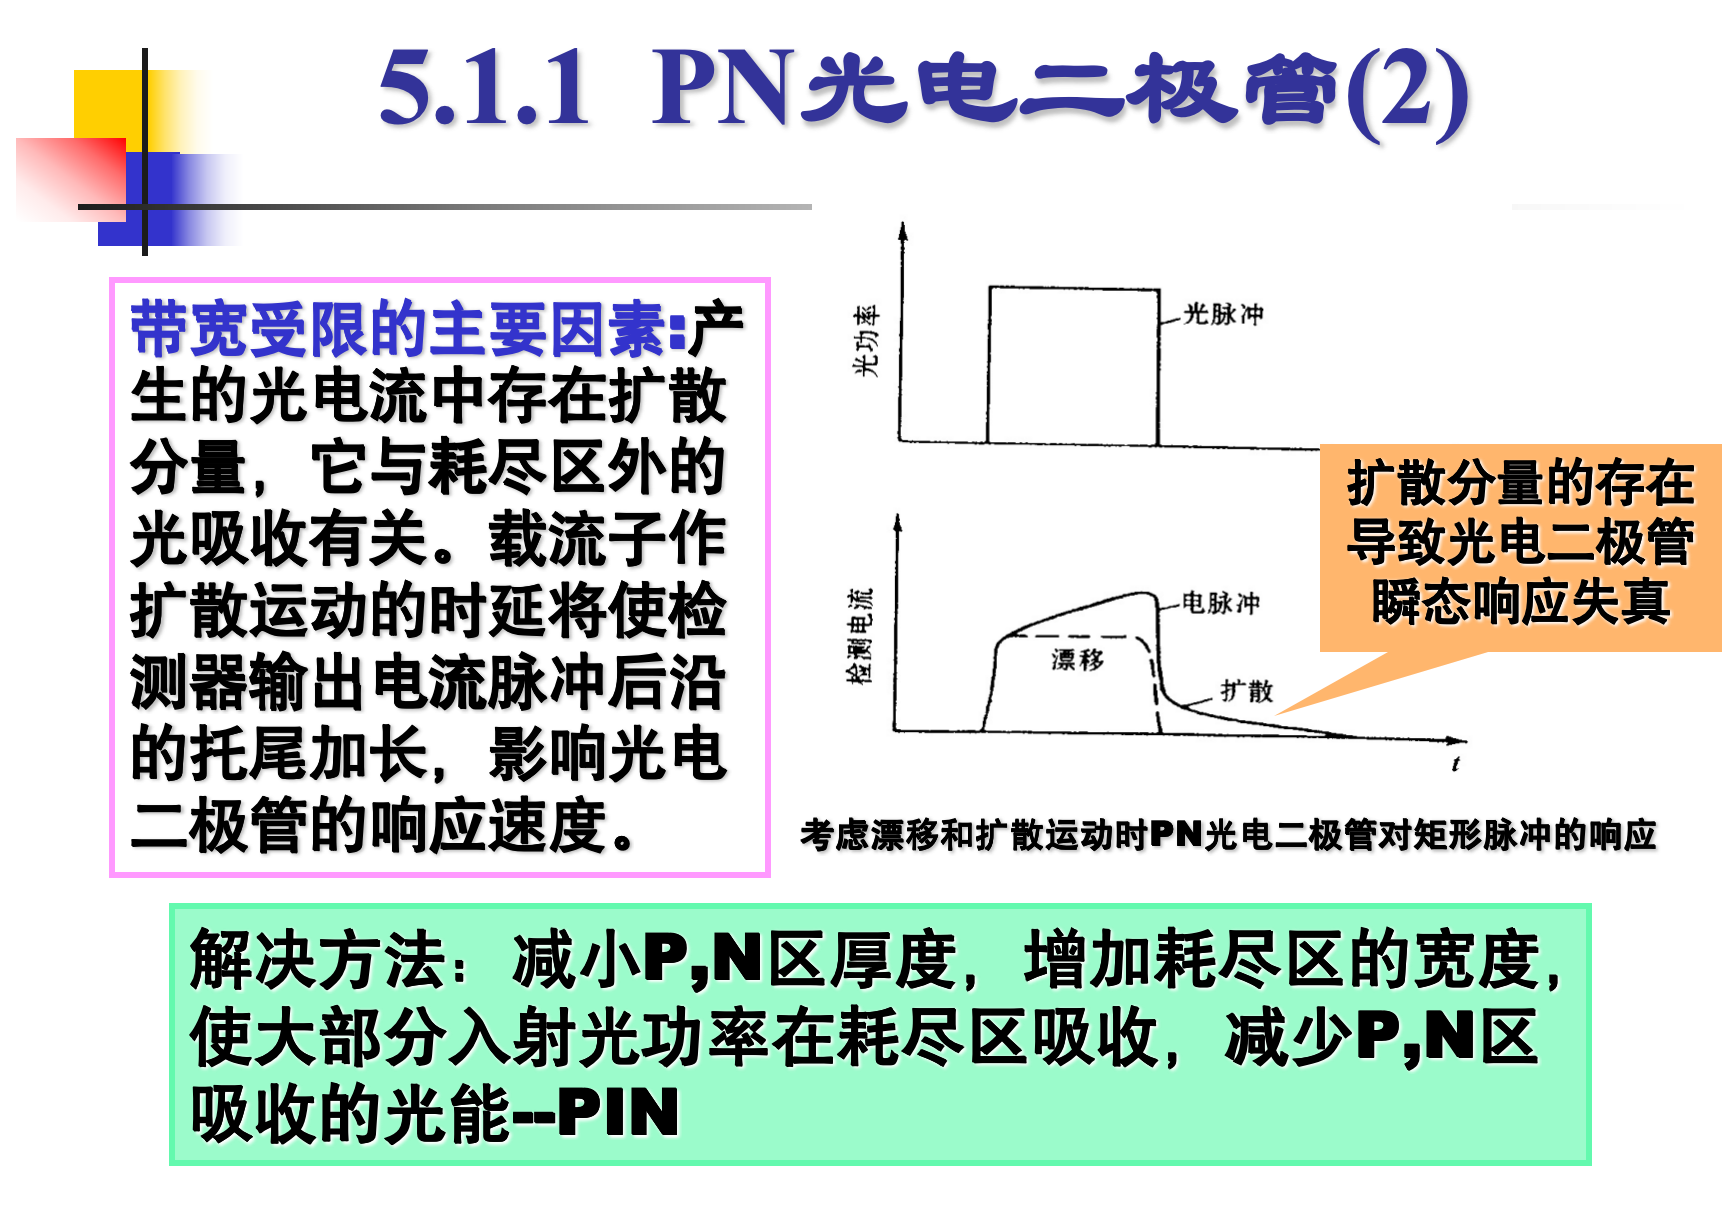 5.1.1 PN光电二极管(2)
带宽受限的主要因素:产
生的光电流中存在扩散
分量，它与耗尽区外的
光吸收有关。载流子作
扩散运动的时延将使检
测器输出电流脉冲后沿
的托尾加长，影响光电
二极管的响应速度。
光功率
光脉冲
扩散分量的存在
导致光电二极管
瞬态响应失真
检测电流
电脉冲
漂移
扩散
t
考虑漂移和扩散运动时PN光电二极管对矩形脉冲的响应
解决方法：减小P,N区厚度，增加耗尽区的宽度，
使大部分入射光功率在耗尽区吸收，减少P,N区
吸收的光能--PIN